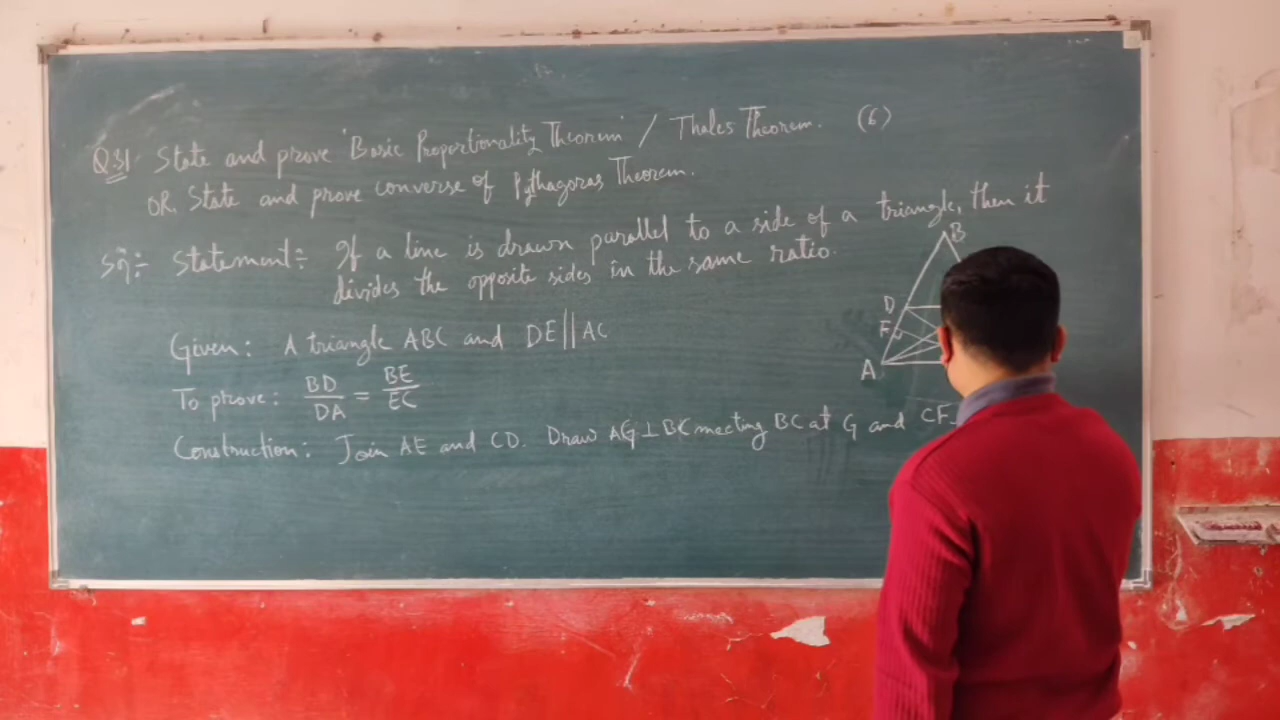 Q.31. State and prove 'Basic Proportionality Theorem' / Thales Theorem. (6)
OR, State and prove converse of Pythagoras Theorem.
Sol:- Statement:- If a line is drawn parallel to a side of a triangle, then it
divides the opposite sides in the same ratio.
Given: A triangle ABC and DE||AC
To prove: BD/DA = BE/EC
Construction: Join AE and CD. Draw AG⊥BC meeting BC at G and CF⊥
B
D
F
A